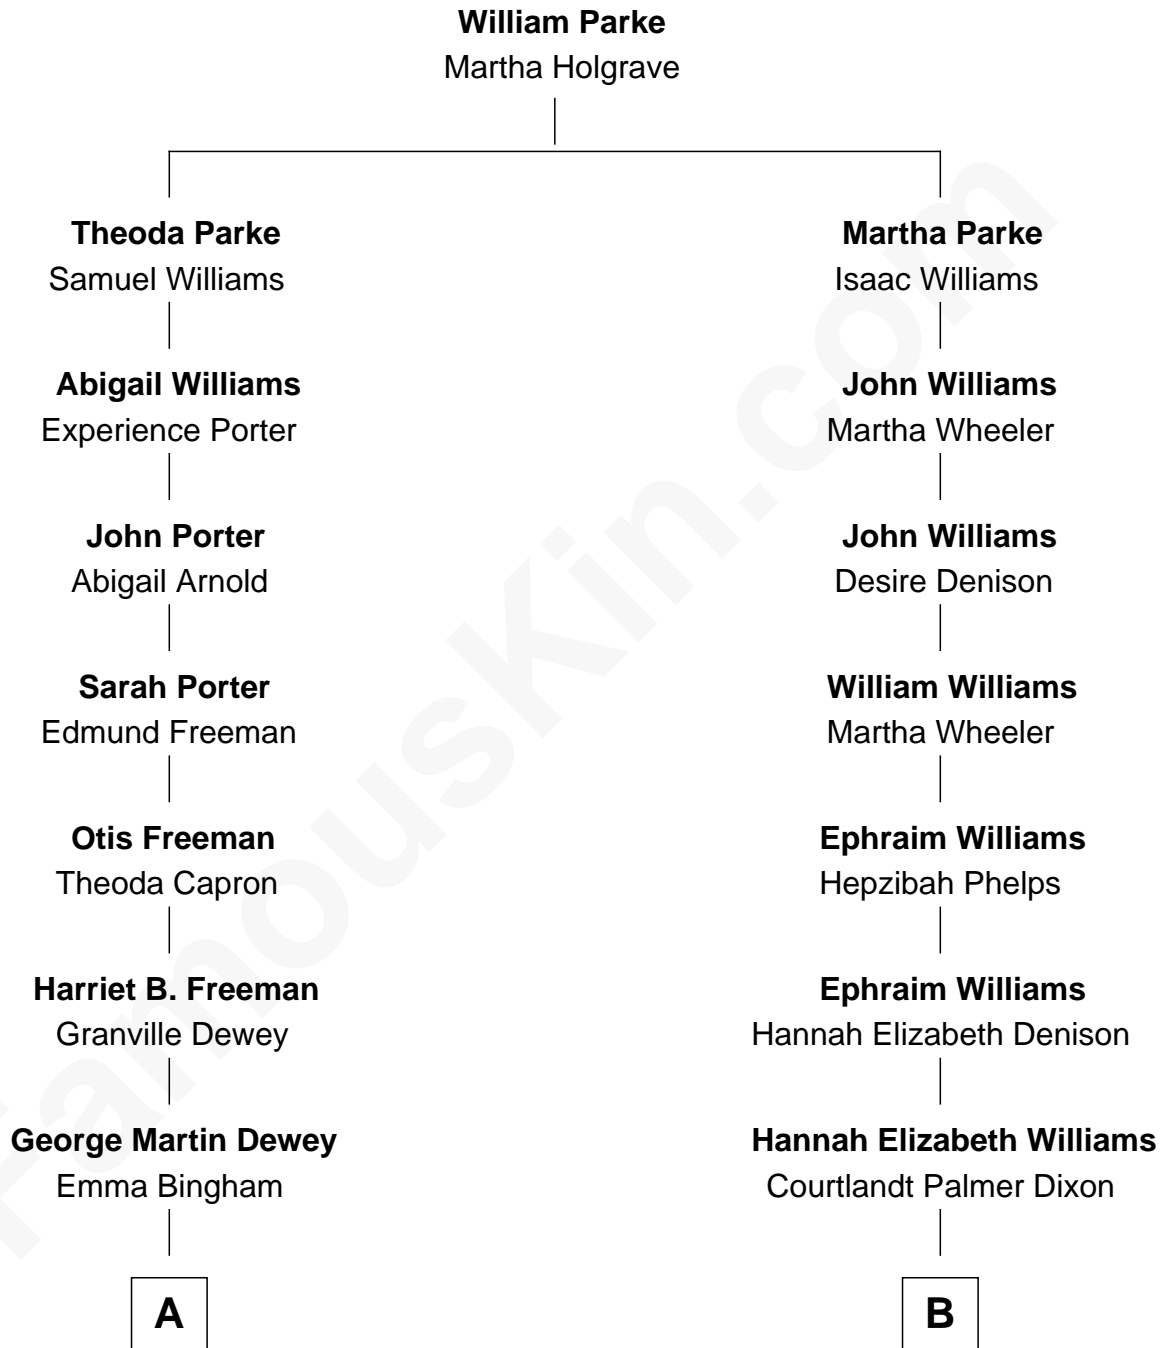 William Parke
Martha Holgrave
Theoda Parke
Samuel Williams
Martha Parke
Isaac Williams
Abigail Williams
Experience Porter
John Williams
Martha Wheeler
John Porter
Abigail Arnold
John Williams
Desire Denison
Sarah Porter
Edmund Freeman
William Williams
Martha Wheeler
Otis Freeman
Theoda Capron
Ephraim Williams
Hepzibah Phelps
Harriet B. Freeman
Granville Dewey
Ephraim Williams
Hannah Elizabeth Denison
George Martin Dewey
Emma Bingham
Hannah Elizabeth Williams
Courtlandt Palmer Dixon
A
B
FamousKin.com